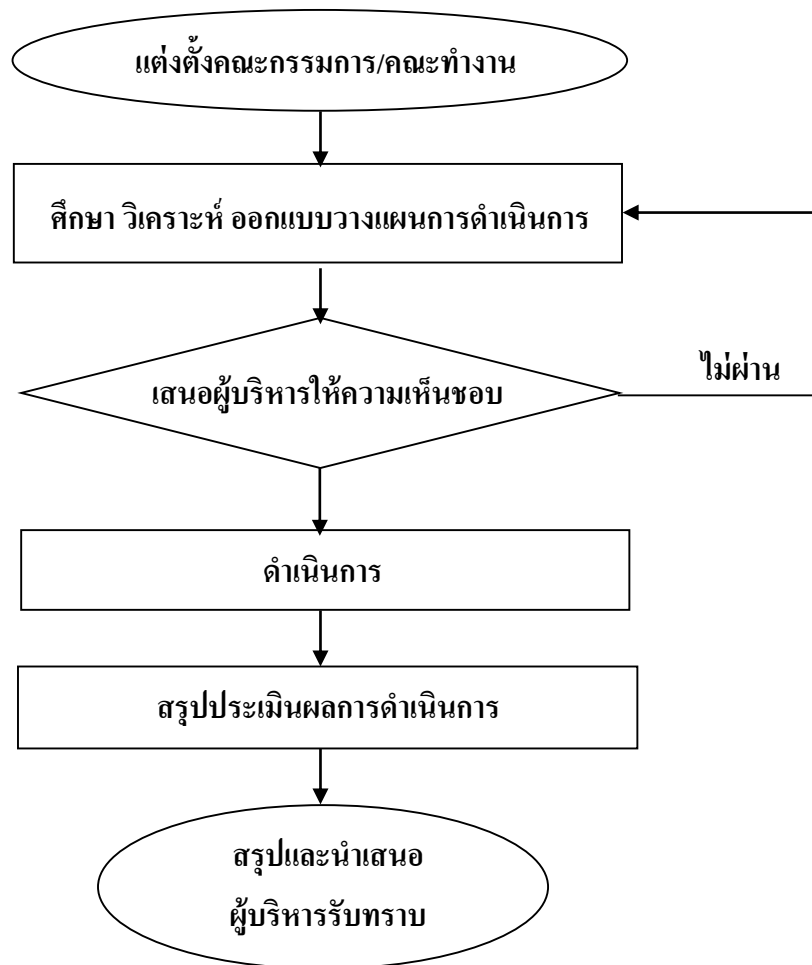 แต่งตั้งคณะกรรมการ/คณะทำงาน
ศึกษา วิเคราะห์ ออกแบบวางแผนการดำเนินการ
เสนอผู้บริหารให้ความเห็นชอบ
ไม่ผ่าน
ดำเนินการ
สรุปประเมินผลการดำเนินการ
สรุปและนำเสนอ
ผู้บริหารรับทราบ